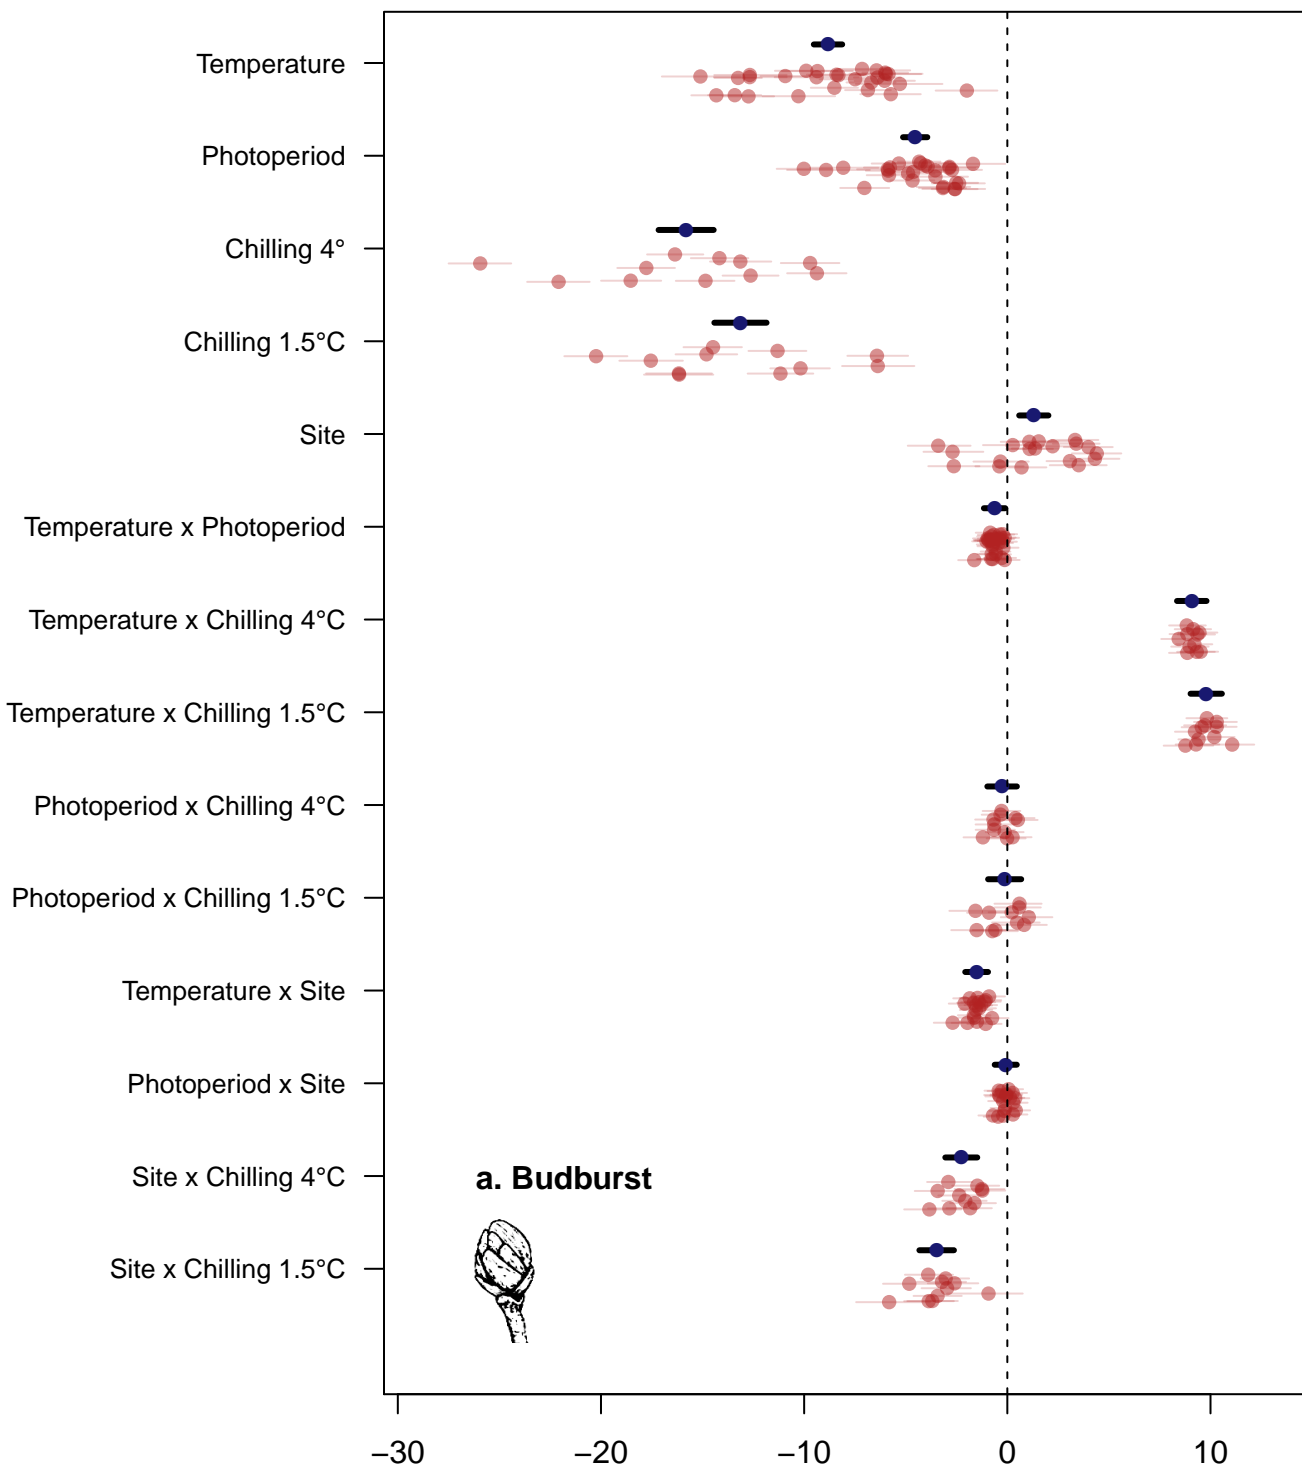 Temperature
Photoperiod
Chilling 4°
Chilling 1.5°C
Site
Temperature x Photoperiod
Temperature x Chilling 4°C
Temperature x Chilling 1.5°C
Photoperiod x Chilling 4°C
Photoperiod x Chilling 1.5°C
Temperature x Site
Photoperiod x Site
Site x Chilling 4°C
a. Budburst
Site x Chilling 1.5°C
−30 −20 −10 0 10